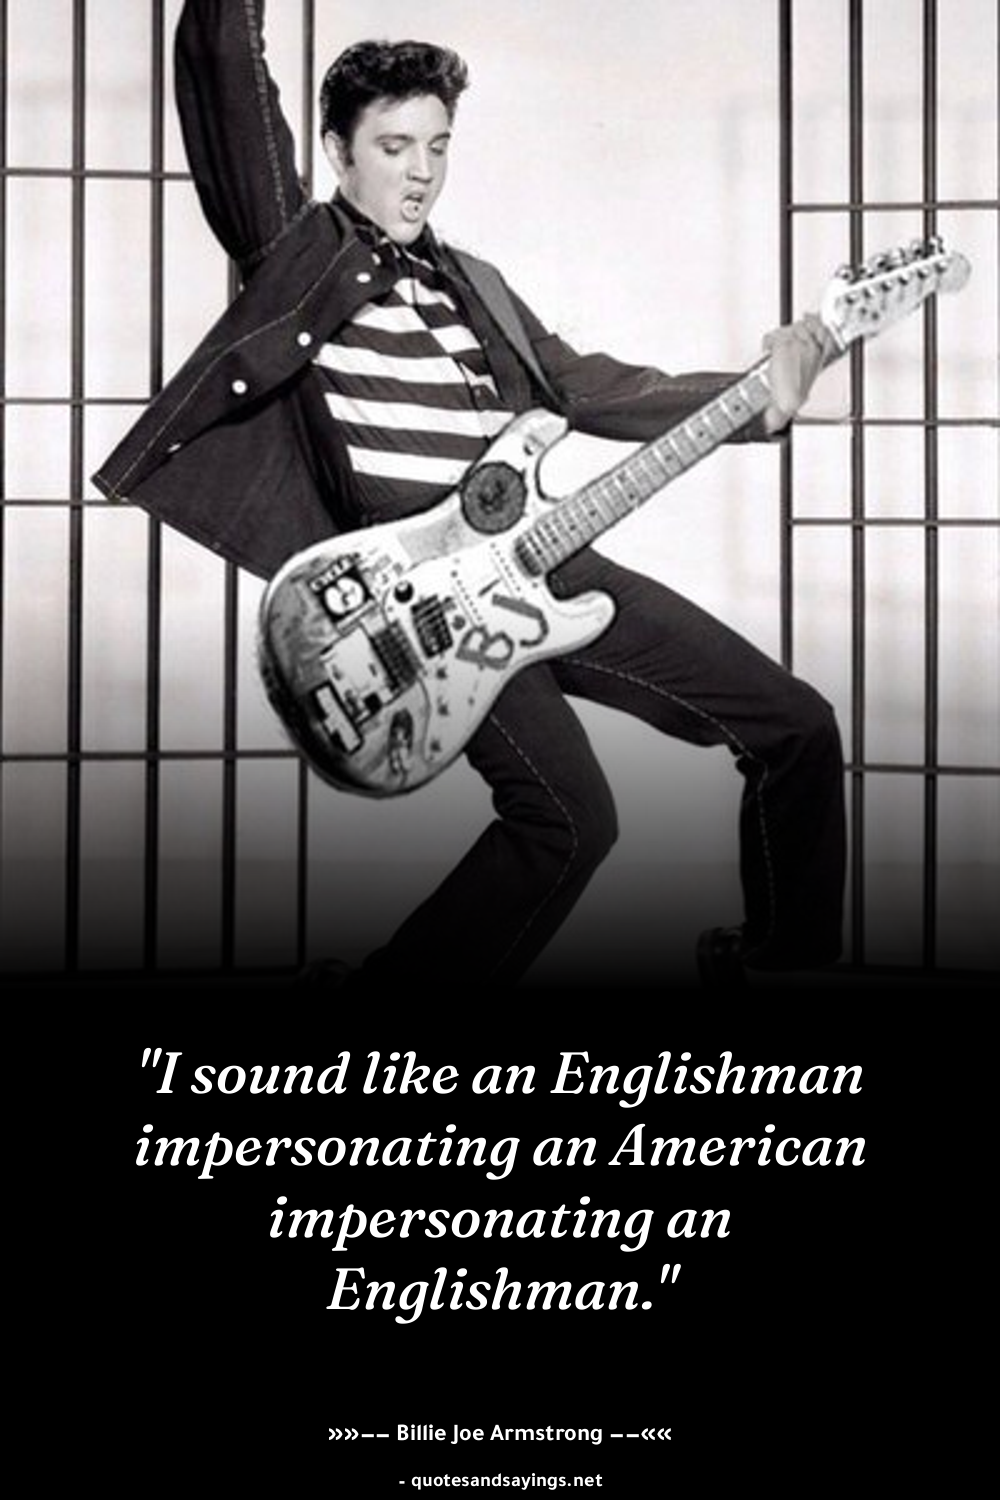 BJ
"I sound like an Englishman
impersonating an American
impersonating an
Englishman."
»»–– Billie Joe Armstrong ––««
- quotesandsayings.net